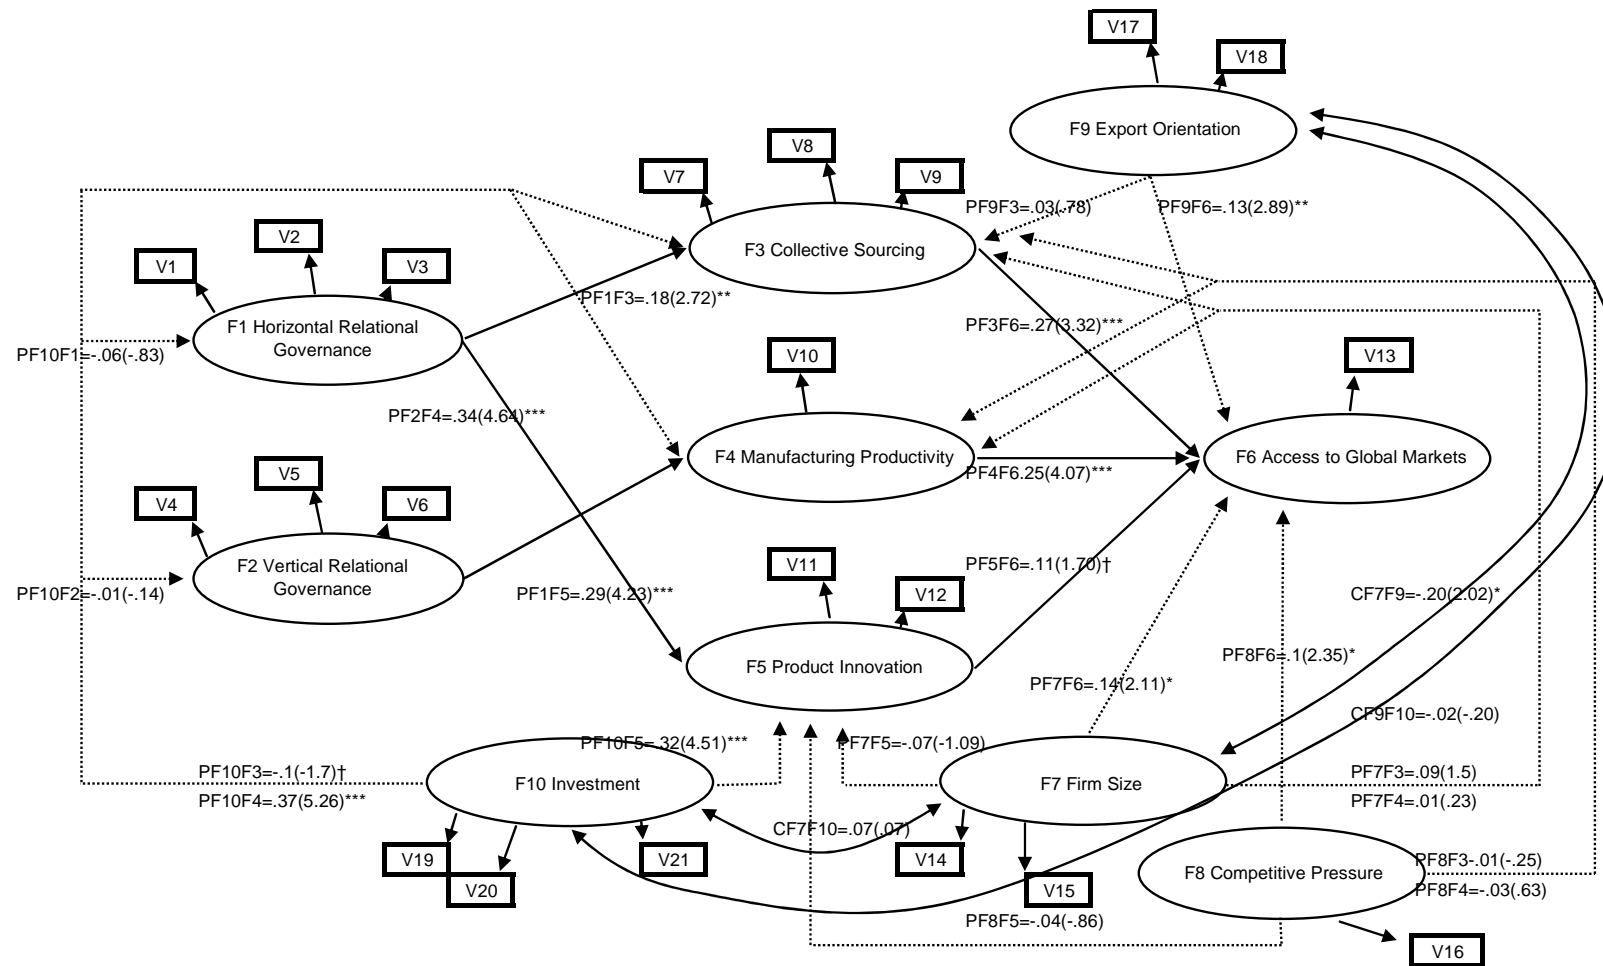 V17
V18
F9 Export Orientation
V8
V7
V9
PF9F3=.03(.78)
PF9F6=.13(2.89)**
V2
V1
V3
F3 Collective Sourcing
PF1F3=.18(2.72)**
F1 Horizontal Relational
Governance
PF10F1=-.06(-.83)
PF3F6=.27(3.32)***
V10
V13
PF2F4=.34(4.64)***
F4 Manufacturing Productivity
PF4F6.25(4.07)***
F6 Access to Global Markets
V5
V4
V6
F2 Vertical Relational
Governance
PF10F2=-.01(-.14)
PF1F5=.29(4.23)***
V11
V12
PF5F6=.11(1.70)†
CF7F9=-.20(2.02)*
F5 Product Innovation
PF8F6=.1(2.35)*
PF7F6=.14(2.11)*
CF9F10=-.02(-.20)
PF10F5=.32(4.51)***
PF7F5=-.07(-1.09)
PF10F3=-.1(-1.7)†
PF10F4=.37(5.26)***
F10 Investment
F7 Firm Size
PF7F3=.09(1.5)
PF7F4=.01(.23)
CF7F10=.07(.07)
V19
V20
V21
V14
V15
F8 Competitive Pressure
PF8F3-.01(-.25)
PF8F4=-.03(.63)
PF8F5=-.04(-.86)
V16